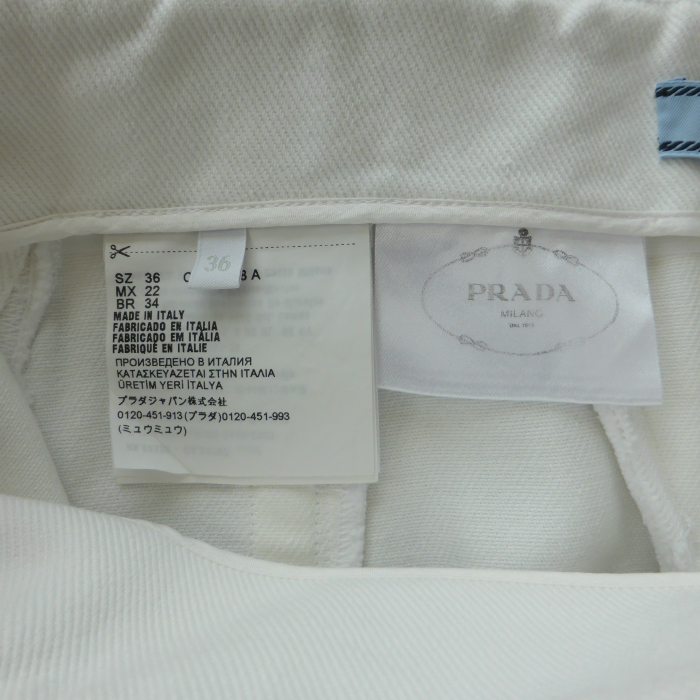 36
SZ 36
MX 22
BR 34
MADE IN ITALY
FABRICADO EN ITALIA
FABRICADO EM ITÁLIA
FABRIQUÉ EN ITALIE
ПРОИЗВЕДЕНО В ИТАЛИЯ
ΚΑΤΑΣΚΕΥΑΖΕΤΑΙ ΣΤΗΝ ΙΤΑΛΙΑ
ÜRETİM YERİ İTALYA
プラダジャパン株式会社
0120-451-913(プラダ)0120-451-993
(ミュウミュウ)
PRADA
MILANO